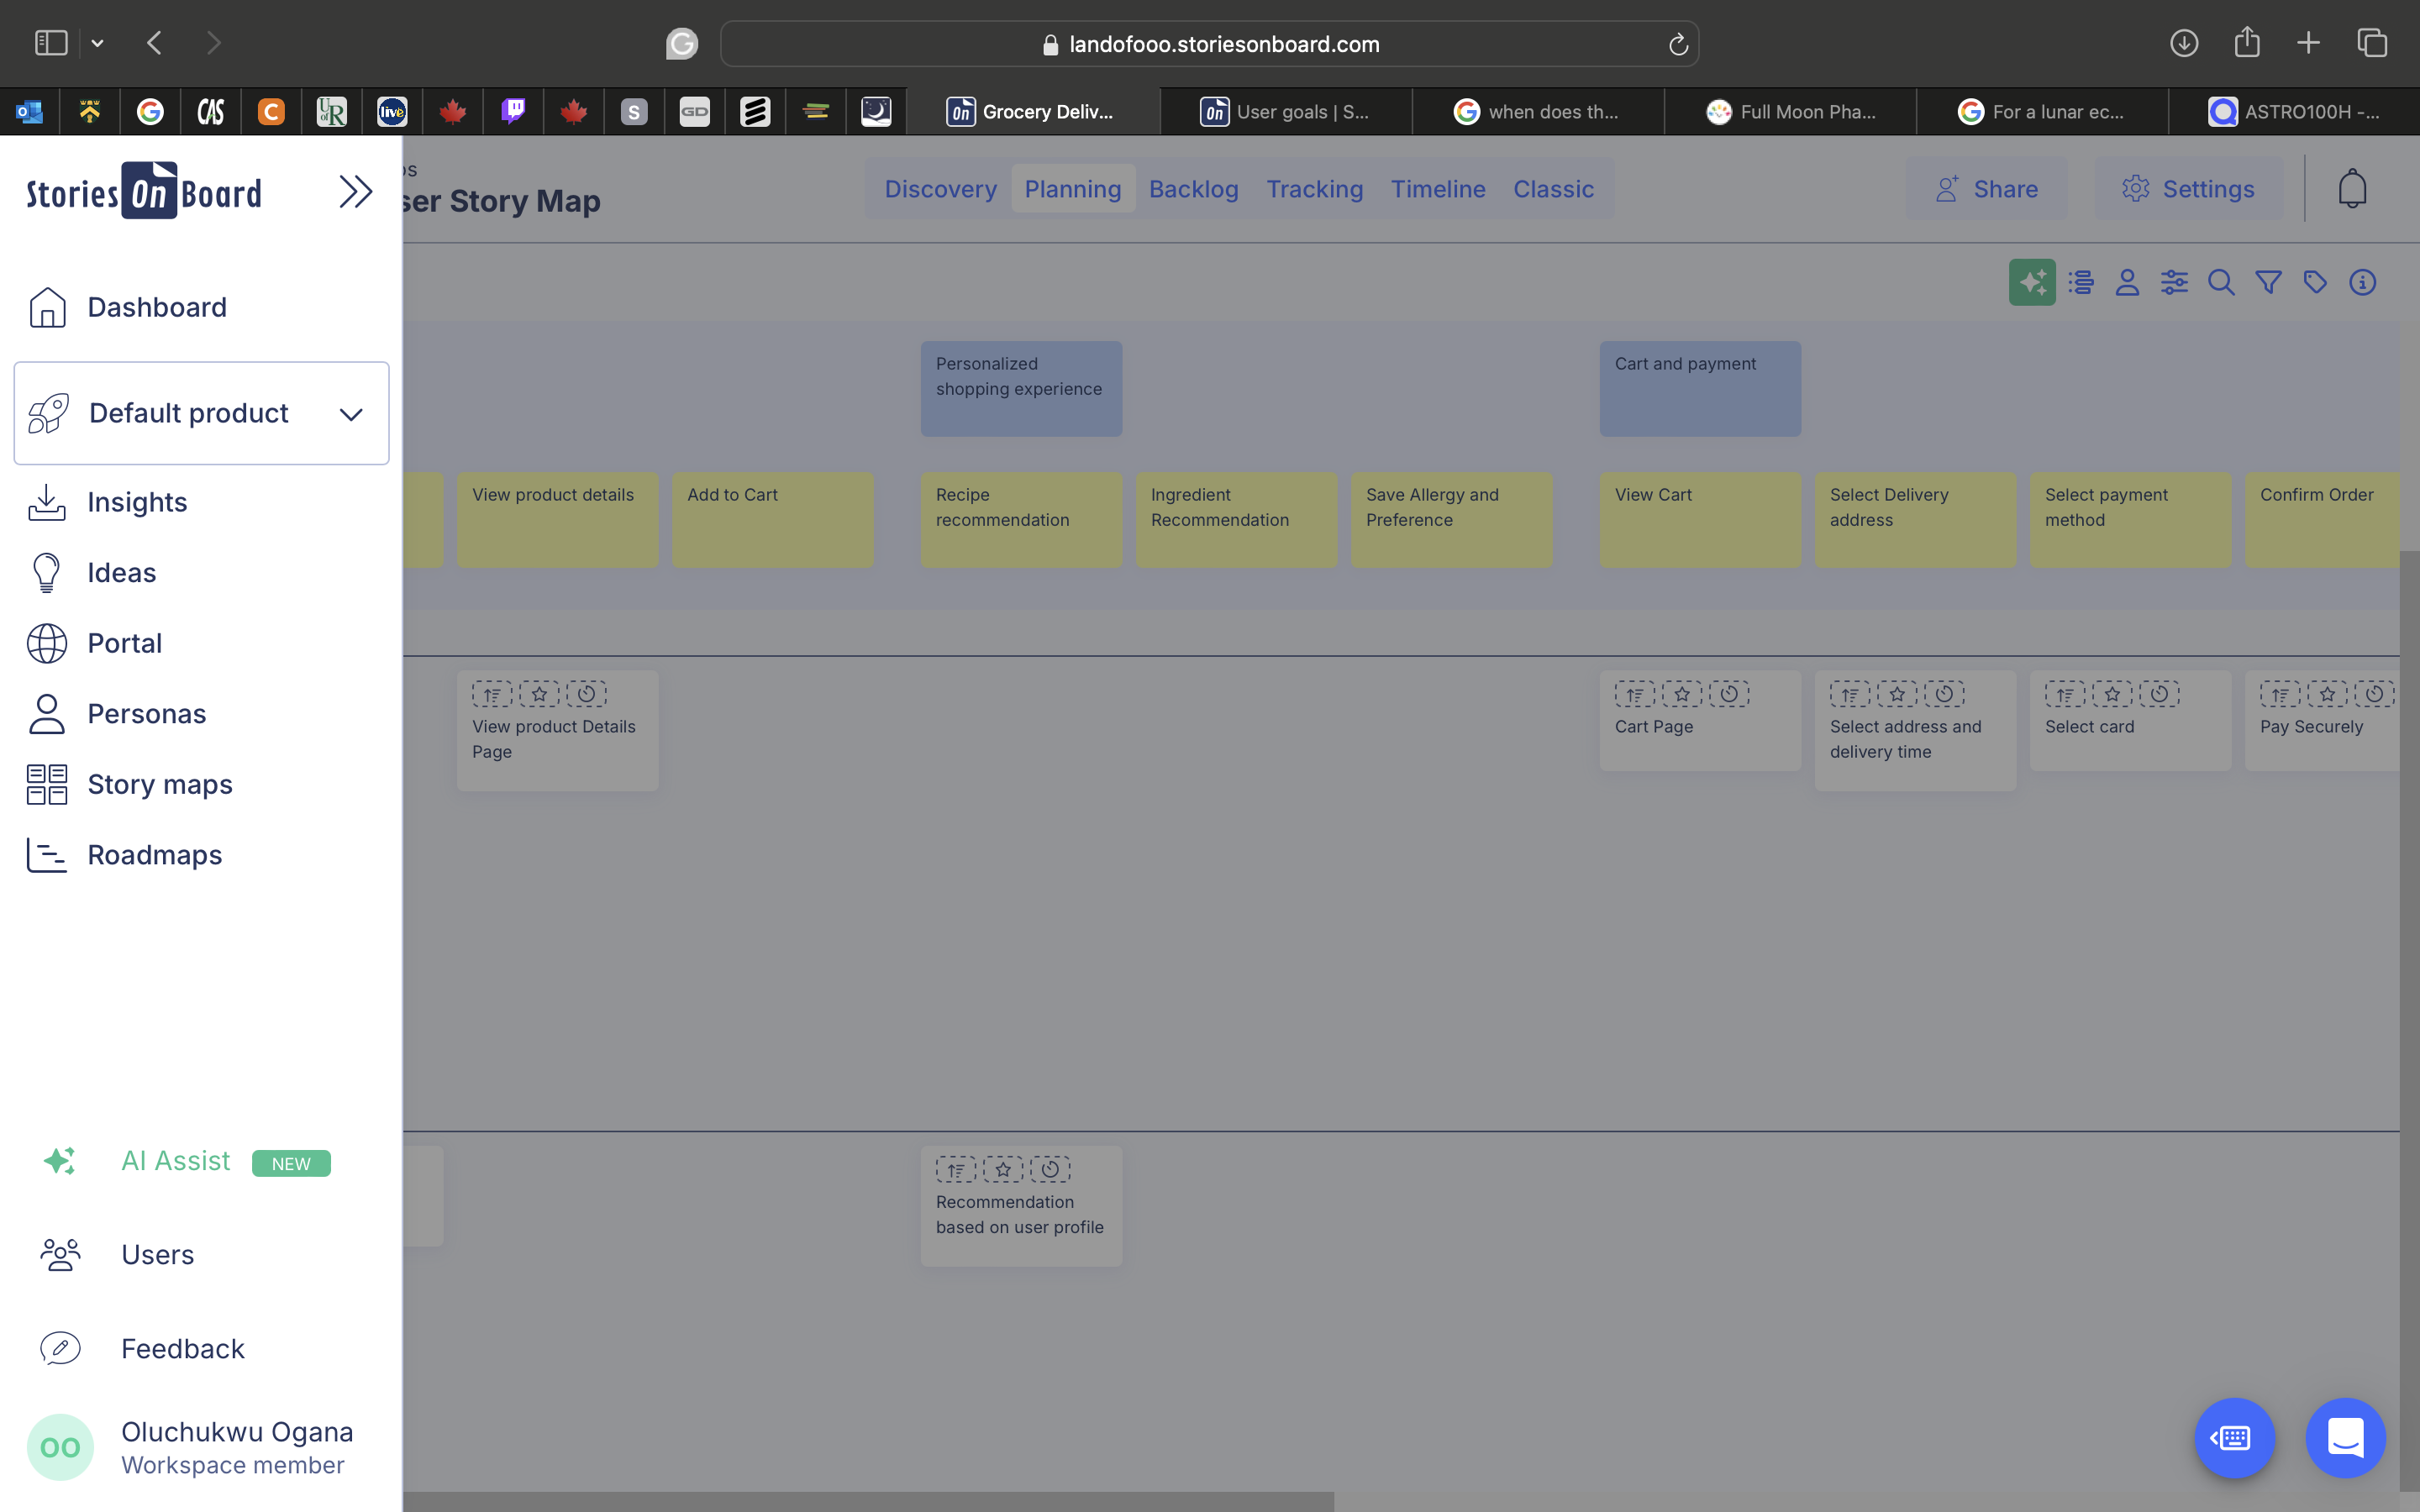 landofooo.storiesonboard.com
Grocery Deliv...
User goals | S...
when does th...
Full Moon Pha...
For a lunar ec...
ASTRO100H -...
CAS
C
U of R
live
S
GD
Stories On Board
ps
ser Story Map
Discovery
Planning
Backlog
Tracking
Timeline
Classic
Share
Settings
Dashboard
Default product
Insights
Ideas
Portal
Personas
Story maps
Roadmaps
AI Assist NEW
Users
Feedback
OO
Oluchukwu Ogana
Workspace member
Personalized
shopping experience
Cart and payment
View product details
Add to Cart
Recipe
recommendation
Ingredient
Recommendation
Save Allergy and
Preference
View Cart
Select Delivery
address
Select payment
method
Confirm Order
View product Details
Page
Cart Page
Select address and
delivery time
Select card
Pay Securely
Recommendation
based on user profile